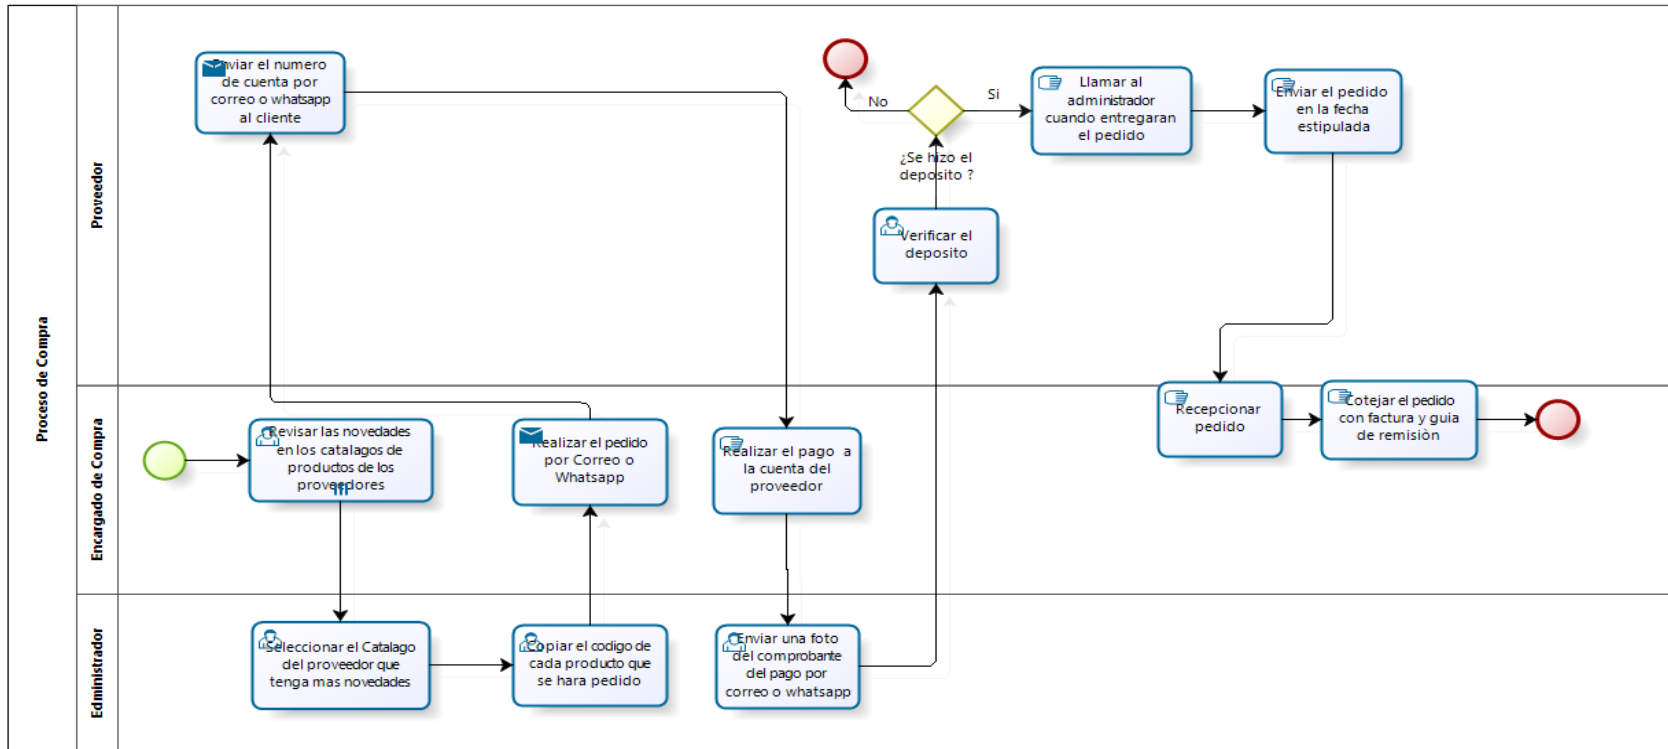 Proceso de Compra
Proveedor
Enviar el numero
de cuenta por
correo o whatsapp
al cliente
No
Si
¿Se hizo el
deposito ?
Llamar al
administrador
cuando entregaran
el pedido
Enviar el pedido
en la fecha
estipulada
Verificar el
deposito
Encargado de Compra
Revisar las novedades
en los catalagos de
productos de los
proveedores
Realizar el pedido
por Correo o
Whatsapp
Realizar el pago a
la cuenta del
proveedor
Recepcionar
pedido
Cotejar el pedido
con factura y guia
de remisiòn
Edministrador
Seleccionar el Catalago
del proveedor que
tenga mas novedades
Copiar el codigo de
cada producto que
se hara pedido
Enviar una foto
del comprobante
del pago por
correo o whatsapp